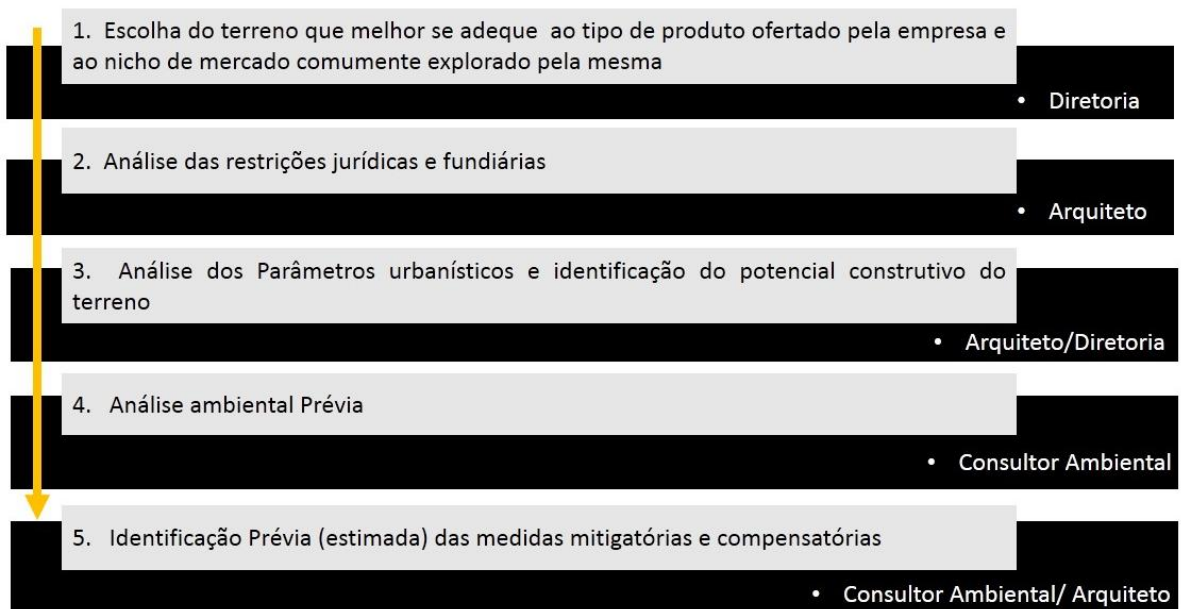 1. Escolha do terreno que melhor se adeque ao tipo de produto ofertado pela empresa e
ao nicho de mercado comumente explorado pela mesma
• Diretoria
2. Análise das restrições jurídicas e fundiárias
• Arquiteto
3. Análise dos Parâmetros urbanísticos e identificação do potencial construtivo do
terreno
• Arquiteto/Diretoria
4. Análise ambiental Prévia
• Consultor Ambiental
5. Identificação Prévia (estimada) das medidas mitigatórias e compensatórias
• Consultor Ambiental/ Arquiteto